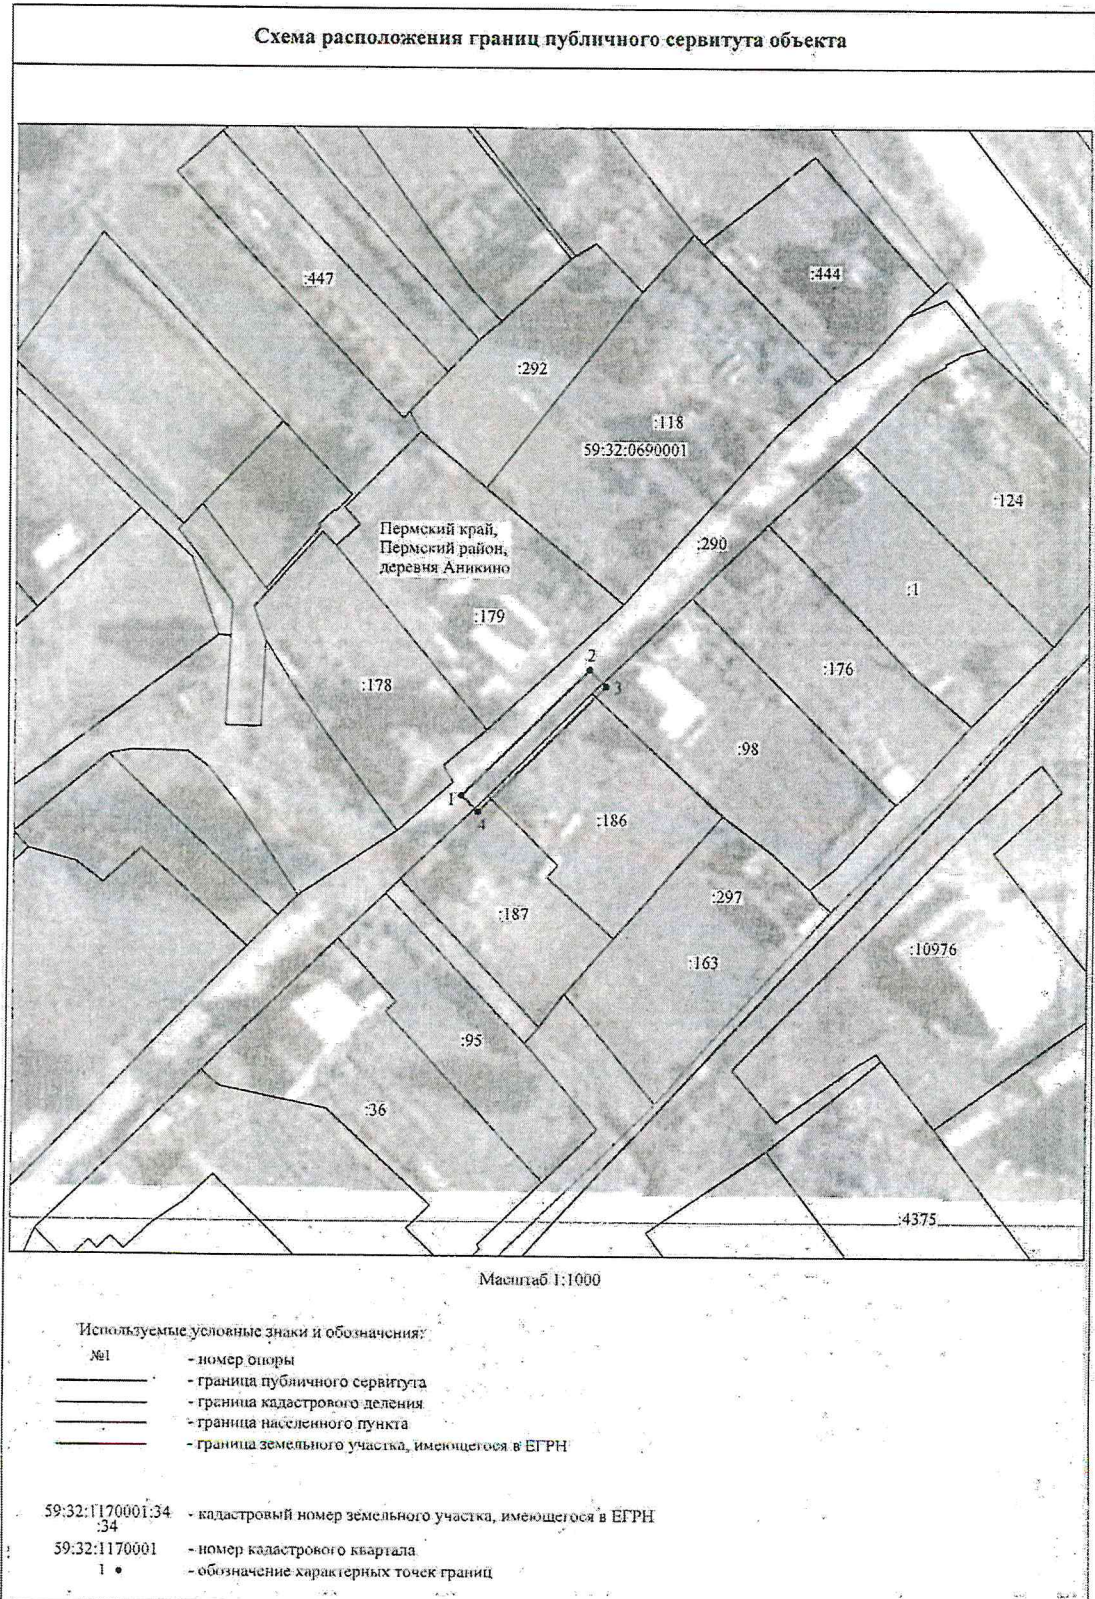 Схема расположения границ публичного сервитута объекта
:447
:444
:292
:118
59:32:0690001
:124
Пермский край,
Пермский район,
деревня Аникино
:290
:1
:179
2
:176
:178
3
:98
1
4
:186
:297
:187
:10976
:163
:95
:36
:4375
Масштаб 1:1000
Используемые условные знаки и обозначения:
№1 - номер опоры
- граница публичного сервитута
- граница кадастрового деления
- граница населенного пункта
- граница земельного участка, имеющегося в ЕГРН
59:32:1170001:34 - кадастровый номер земельного участка, имеющегося в ЕГРН
:34
59:32:1170001 - номер кадастрового квартала
1 - обозначение характерных точек границ